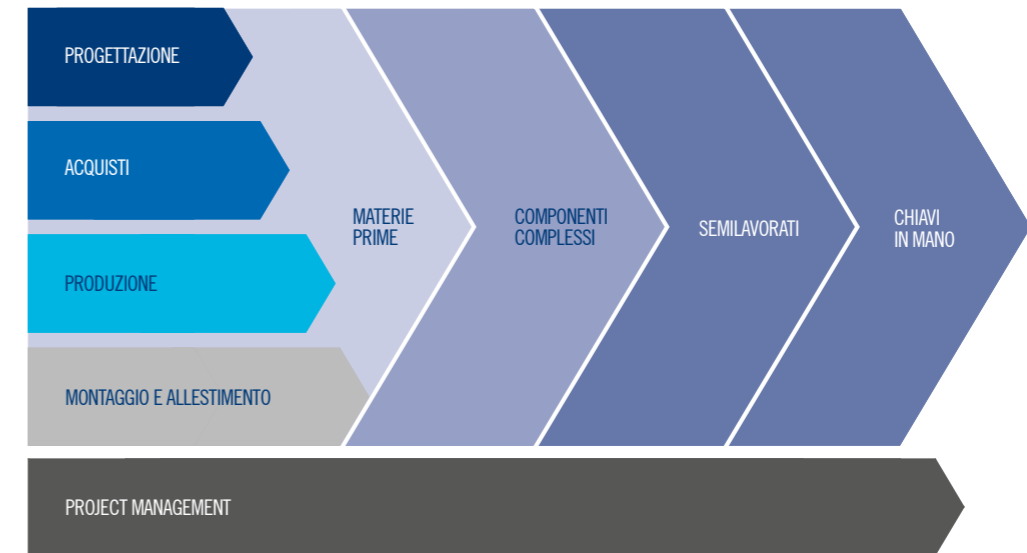 PROGETTAZIONE
ACQUISTI
PRODUZIONE
MONTAGGIO E ALLESTIMENTO
MATERIE
PRIME
COMPONENTI
COMPLESSI
SEMILAVORATI
CHIAVI
IN MANO
PROJECT MANAGEMENT